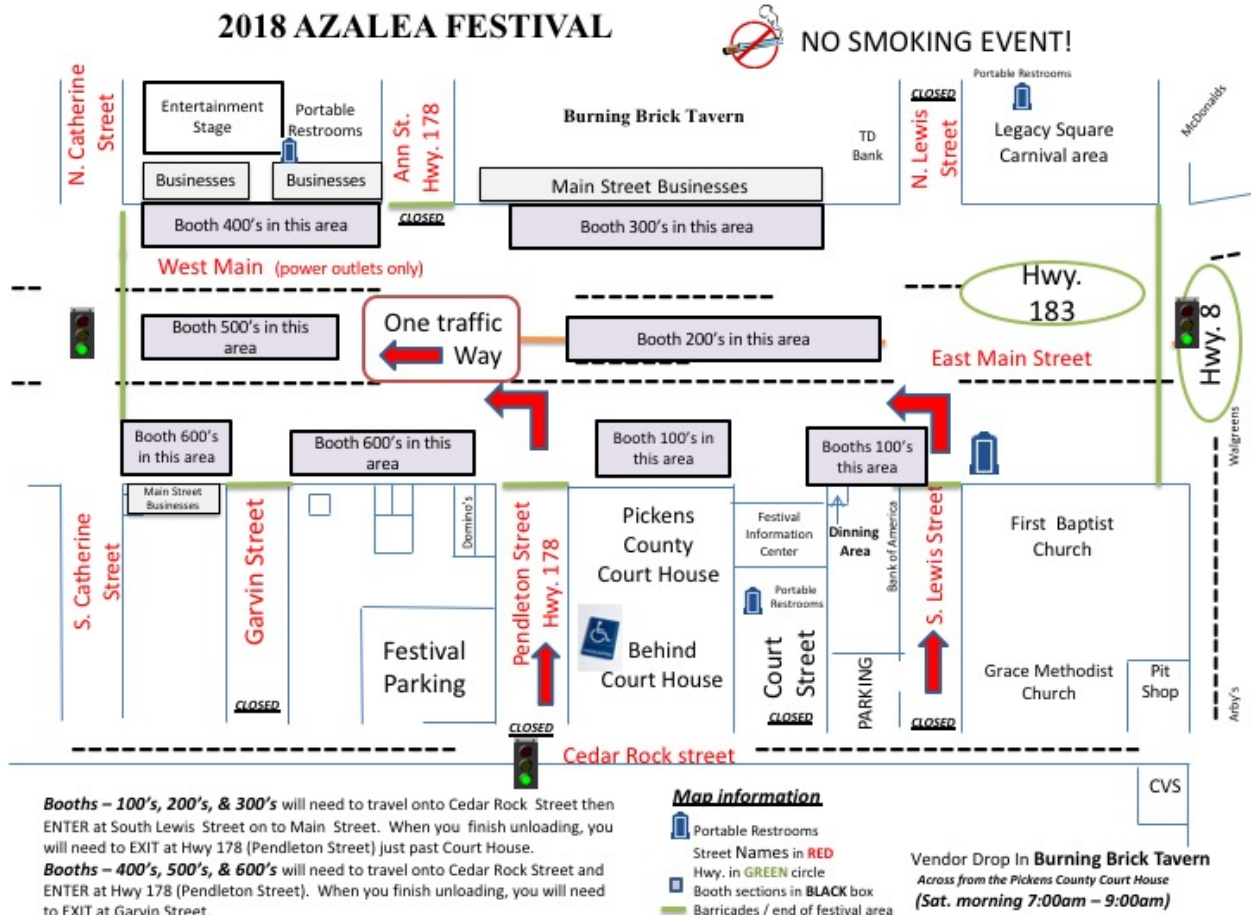 2018 AZALEA FESTIVAL
NO SMOKING EVENT!
N. Catherine
Street
Entertainment
Stage
Portable
Restrooms
Businesses
Businesses
Ann St.
Hwy. 178
CLOSED
Burning Brick Tavern
Main Street Businesses
TD
Bank
CLOSED
N. Lewis
Street
Portable Restrooms
Legacy Square
Carnival area
McDonalds
Booth 400's in this area
Booth 300's in this area
West Main (power outlets only)
Hwy.
183
Hwy. 8
Booth 500's in this
area
One traffic
Way
Booth 200's in this area
East Main Street
Booth 600's
in this area
Booth 600's in this
area
Booth 100's in
this area
Booths 100's
this area
Walgreens
Main Street
Businesses
S. Catherine
Street
Garvin Street
CLOSED
Domino's
Festival
Parking
Pendleton Street
Hwy. 178
CLOSED
Pickens
County
Court House
Behind
Court House
Festival
Information
Center
Portable
Restrooms
Court
Street
CLOSED
Dinning
Area
Bank of America
PARKING
S. Lewis Street
CLOSED
First Baptist
Church
Grace Methodist
Church
Pit
Shop
Arby's
Cedar Rock street
CVS
Booths – 100's, 200's, & 300's will need to travel onto Cedar Rock Street then
ENTER at South Lewis Street on to Main Street. When you finish unloading, you
will need to EXIT at Hwy 178 (Pendleton Street) just past Court House.
Booths – 400's, 500's, & 600's will need to travel onto Cedar Rock Street and
ENTER at Hwy 178 (Pendleton Street). When you finish unloading, you will need
to EXIT at Garvin Street.
Map information
Portable Restrooms
Street Names in RED
Hwy. in GREEN circle
Booth sections in BLACK box
Barricades / end of festival area
Vendor Drop In Burning Brick Tavern
Across from the Pickens County Court House
(Sat. morning 7:00am – 9:00am)